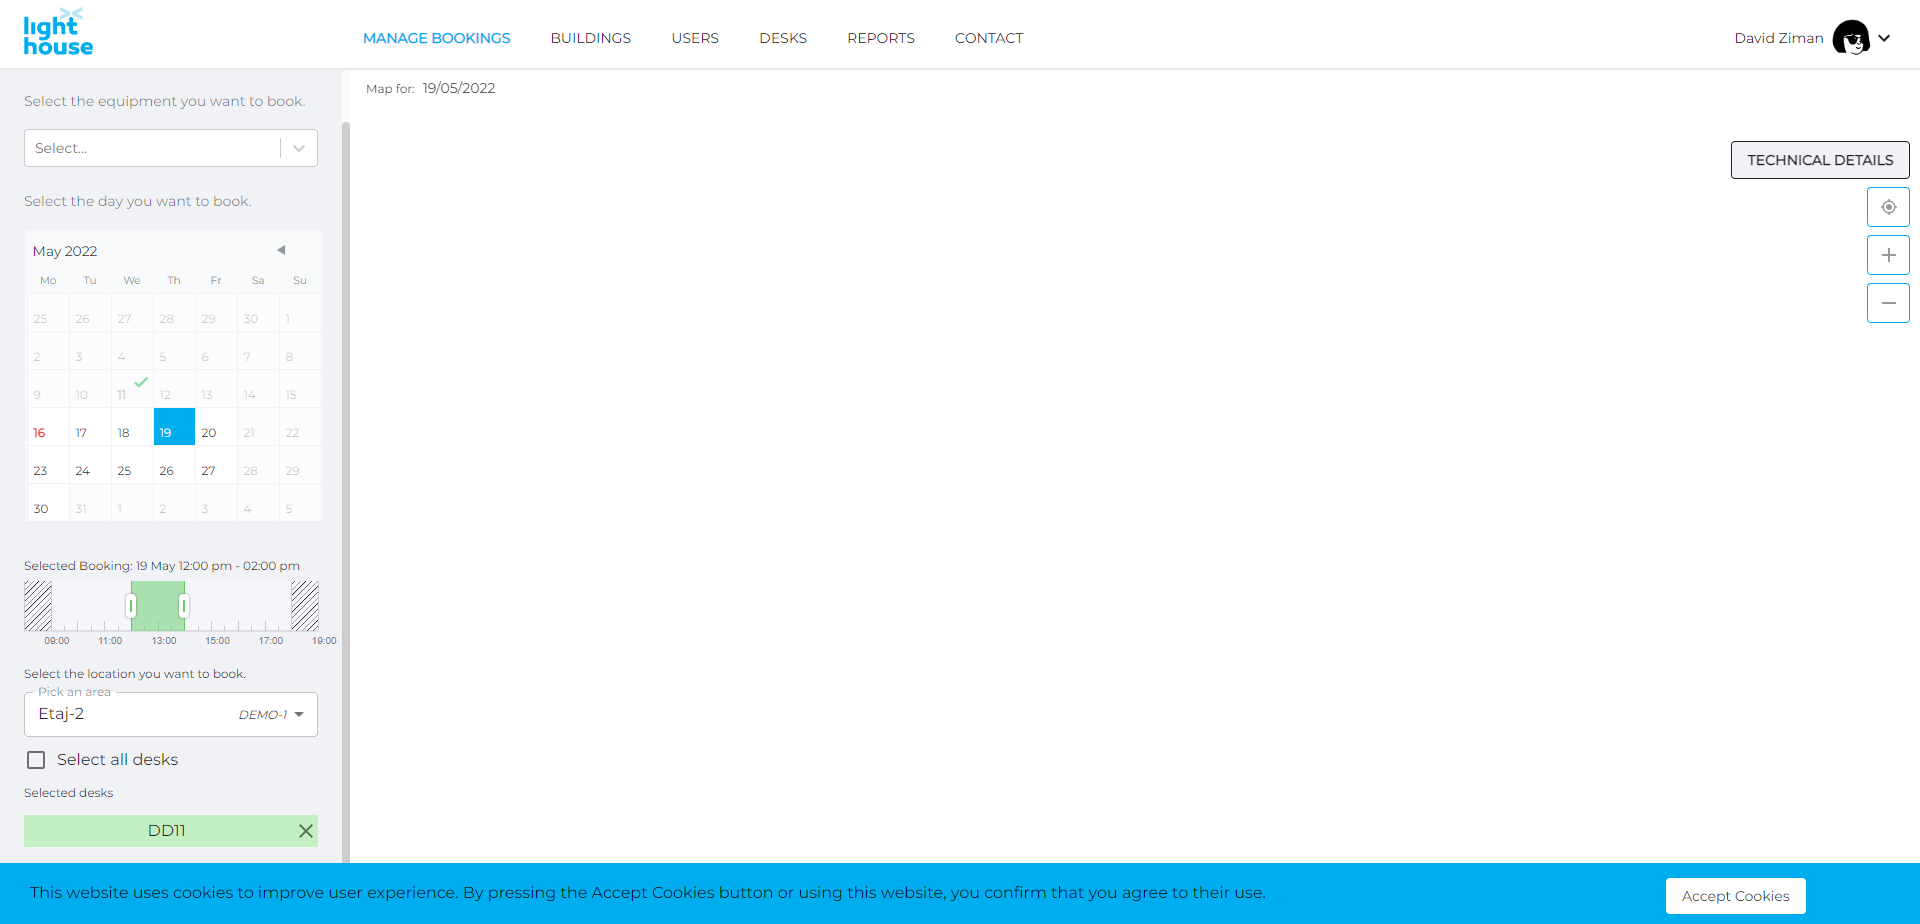 light
house
MANAGE BOOKINGS BUILDINGS USERS DESKS REPORTS CONTACT
David Ziman
Select the equipment you want to book.
Select...
Select the day you want to book.
May 2022
Mo Tu We Th Fr Sa Su
25 26 27 28 29 30 1
2 3 4 5 6 7 8
9 10 11 12 13 14 15
16 17 18 19 20 21 22
23 24 25 26 27 28 29
30 31 1 2 3 4 5
Selected Booking: 19 May 12:00 pm - 02:00 pm
09:00 11:00 13:00 15:00 17:00 19:00
Select the location you want to book.
Pick an area
Etaj-2 DEMO-1
Select all desks
Selected desks
DD11
Map for: 19/05/2022
TECHNICAL DETAILS
This website uses cookies to improve user experience. By pressing the Accept Cookies button or using this website, you confirm that you agree to their use.
Accept Cookies